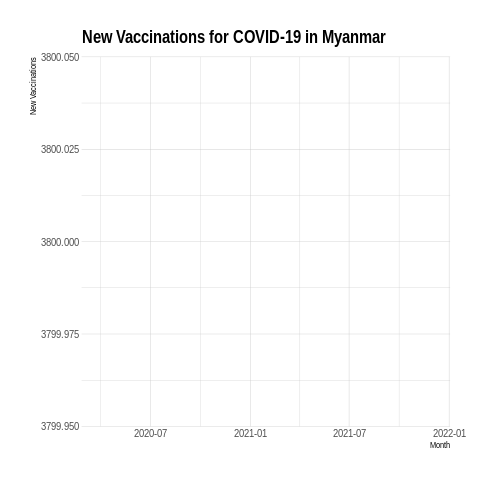 New Vaccinations for COVID-19 in Myanmar
New Vaccinations
3800.050
3800.025
3800.000
3799.975
3799.950
2020-07 2021-01 2021-07 2022-01
Month